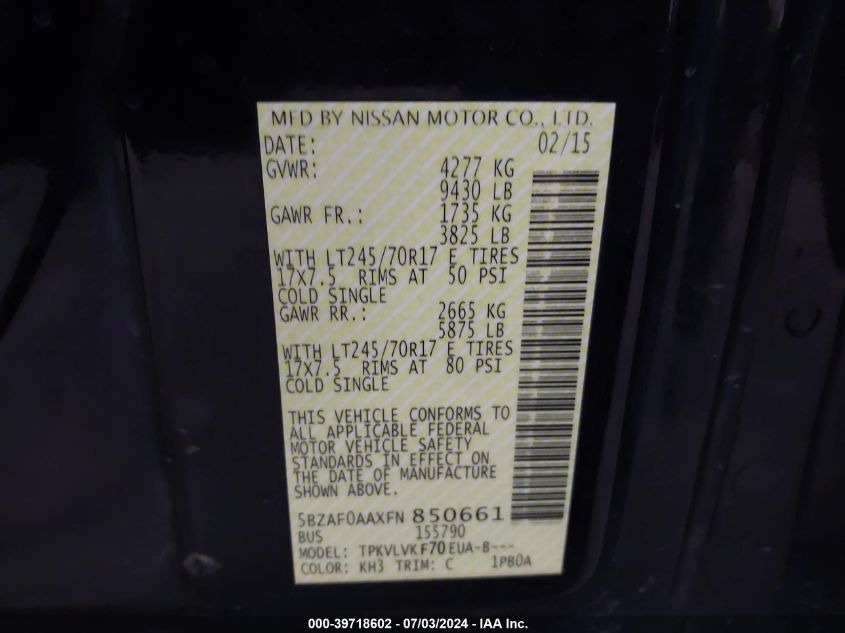 MFD BY NISSAN MOTOR CO., LTD.
DATE: 02/15
GVWR: 4277 KG
9430 LB
GAWR FR.: 1735 KG
3825 LB
WITH LT245/70R17 E TIRES
17X7.5 RIMS AT 50 PSI
COLD SINGLE
GAWR RR.: 2665 KG
5875 LB
WITH LT245/70R17 E TIRES
17X7.5 RIMS AT 80 PSI
COLD SINGLE
THIS VEHICLE CONFORMS TO
ALL APPLICABLE FEDERAL
MOTOR VEHICLE SAFETY
STANDARDS IN EFFECT ON
THE DATE OF MANUFACTURE
SHOWN ABOVE.
5BZAF0AAXFN 850661
BUS 155790
MODEL: TPKVLVKF70EUA-B---
COLOR: KH3 TRIM: C 1PB0A
000-39718602 - 07/03/2024 - IAA Inc.